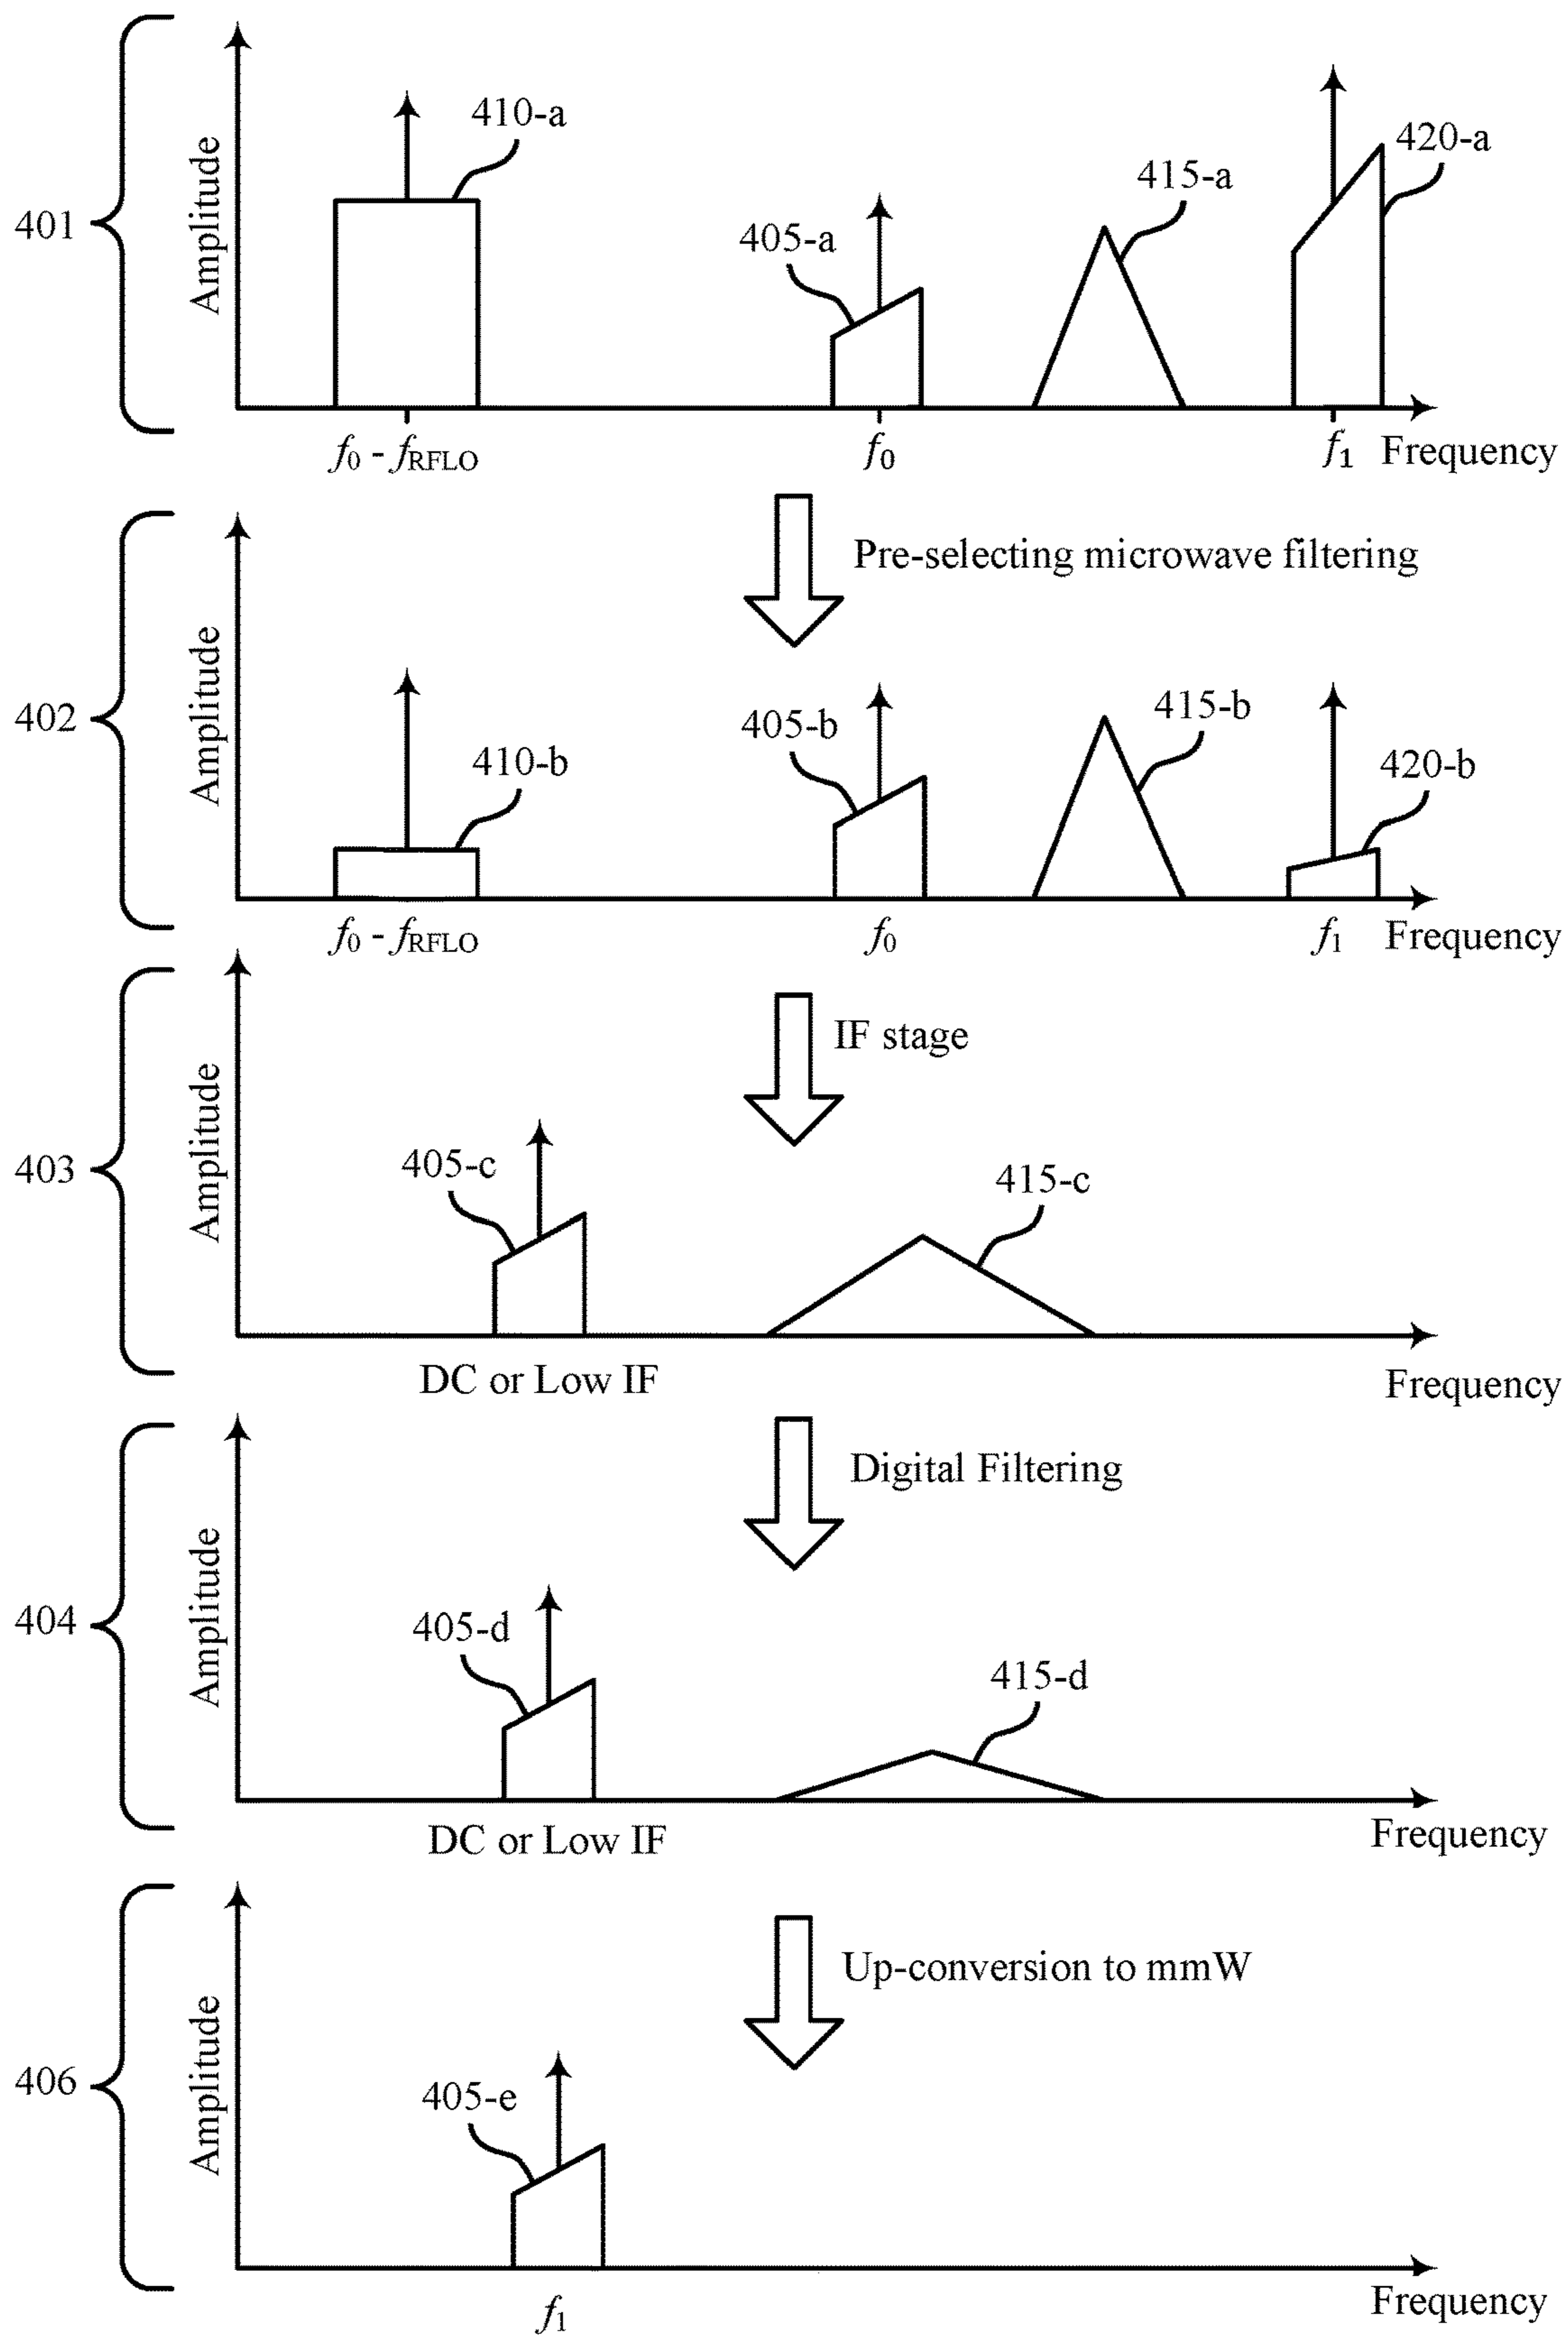 401
Amplitude
410-a
405-a
415-a
420-a
f0 - fRFLO
f0
f1
Frequency
Pre-selecting microwave filtering
402
Amplitude
410-b
405-b
415-b
420-b
f0 - fRFLO
f0
f1
Frequency
IF stage
403
Amplitude
405-c
415-c
DC or Low IF
Frequency
Digital Filtering
404
Amplitude
405-d
415-d
DC or Low IF
Frequency
Up-conversion to mmW
406
Amplitude
405-e
f1
Frequency